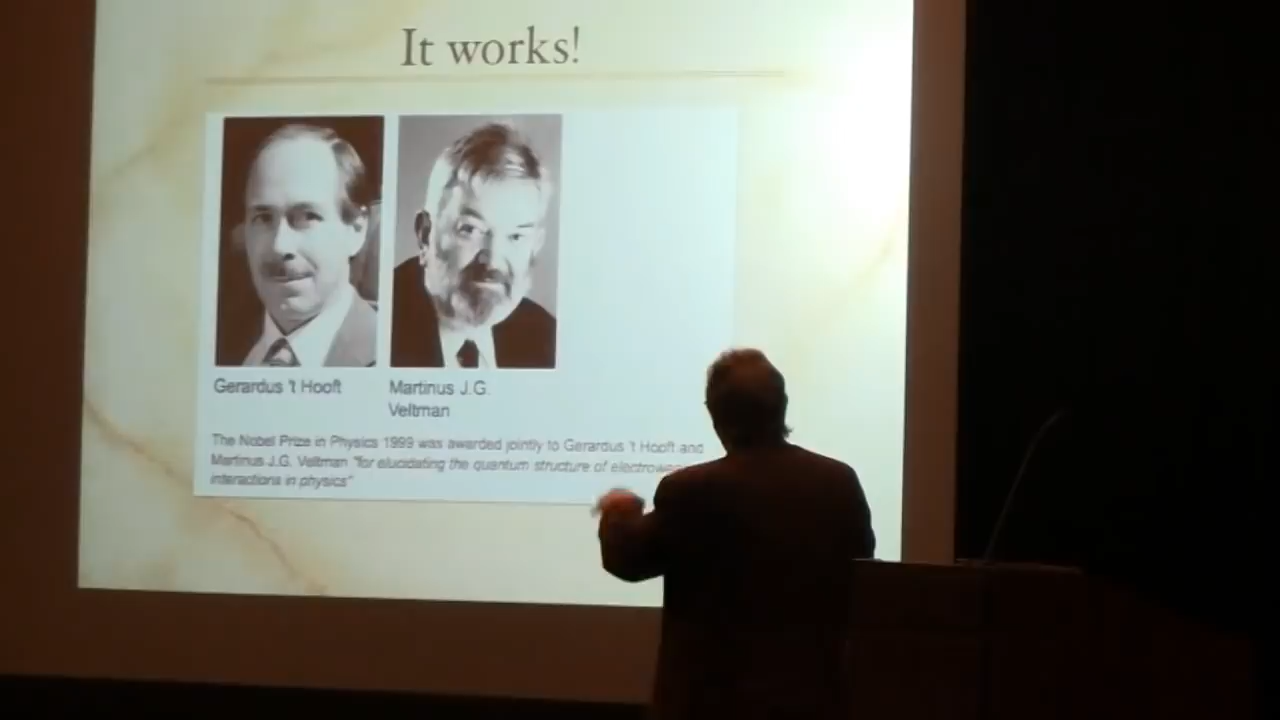 It works!
Gerardus 't Hooft
Martinus J.G.
Veltman
The Nobel Prize in Physics 1999 was awarded jointly to Gerardus 't Hooft and
Martinus J.G. Veltman "for elucidating the quantum structure of
interactions in physics"